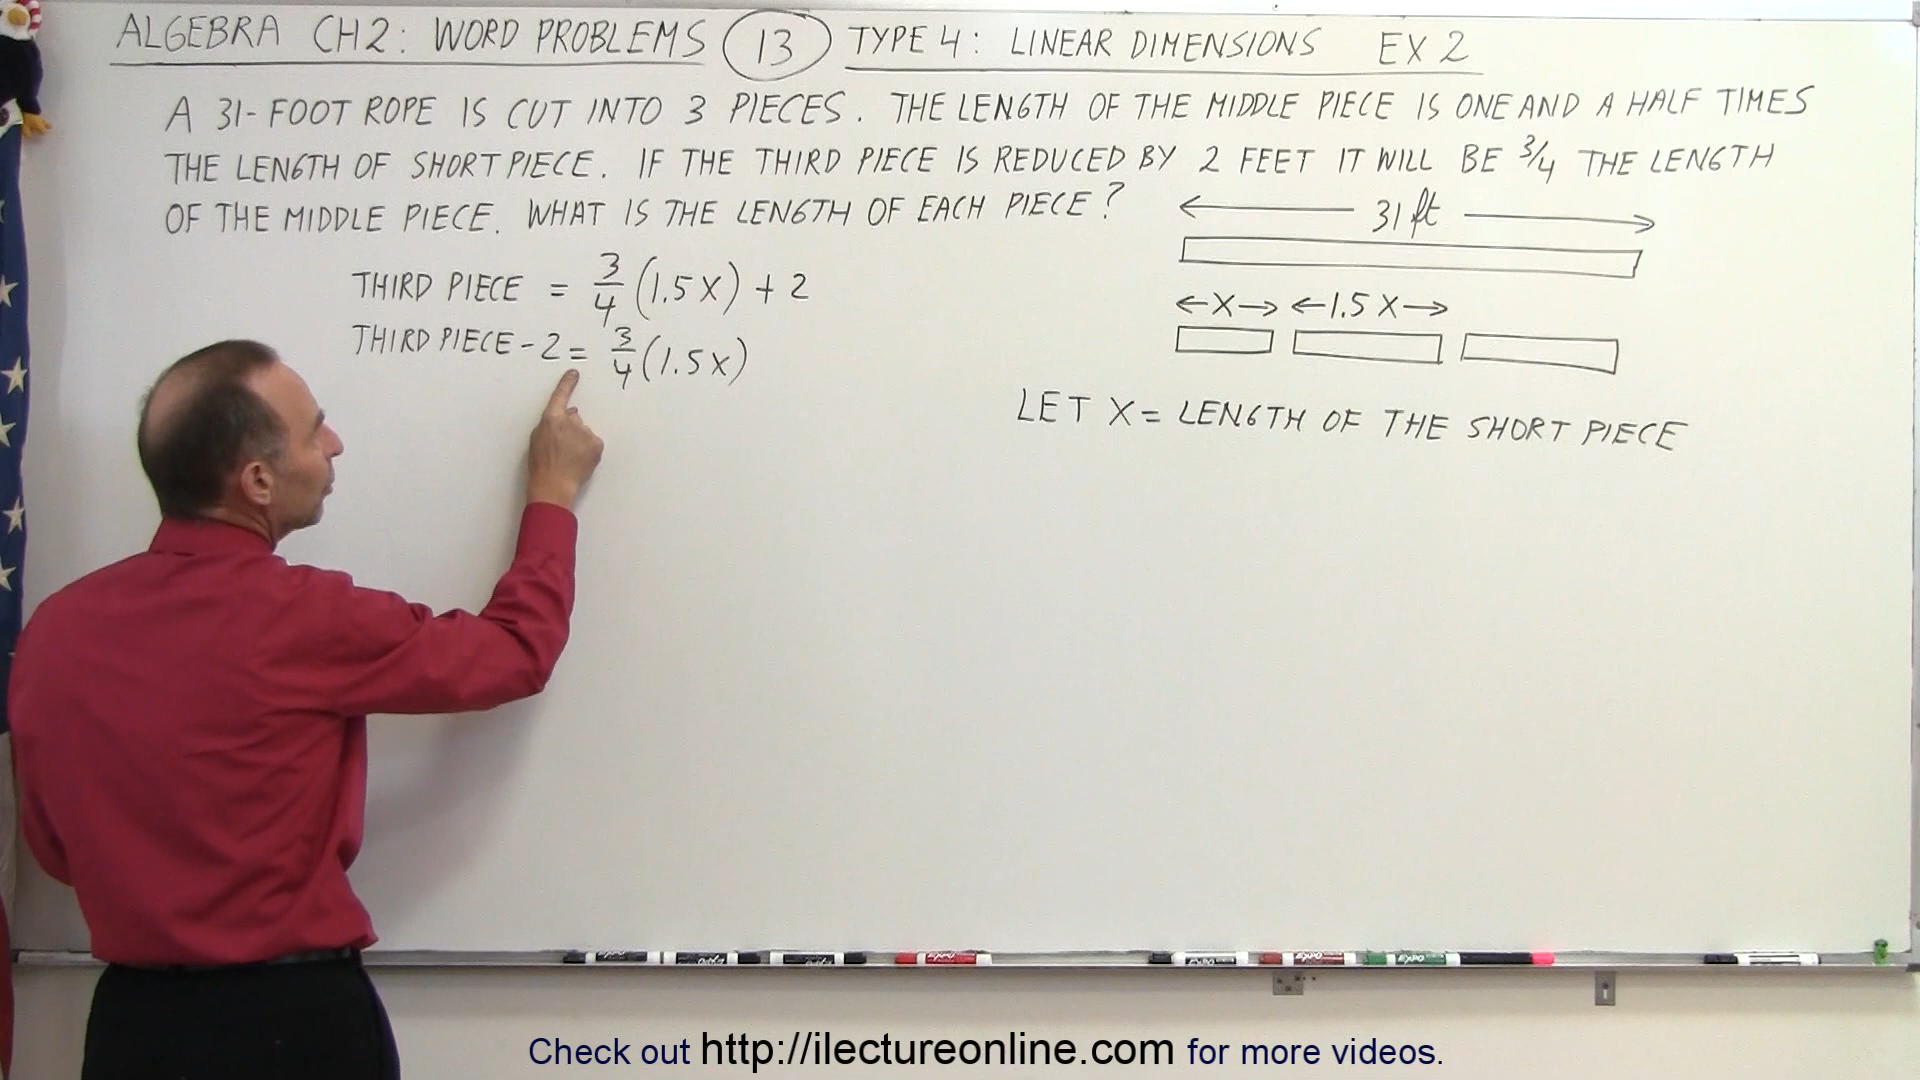 ALGEBRA CH2: WORD PROBLEMS 13 TYPE 4: LINEAR DIMENSIONS EX 2
A 31-FOOT ROPE IS CUT INTO 3 PIECES. THE LENGTH OF THE MIDDLE PIECE IS ONE AND A HALF TIMES
THE LENGTH OF SHORT PIECE. IF THE THIRD PIECE IS REDUCED BY 2 FEET IT WILL BE 3/4 THE LENGTH
OF THE MIDDLE PIECE. WHAT IS THE LENGTH OF EACH PIECE?
31 ft
THIRD PIECE = 3/4 (1.5X) + 2
X 1.5 X
THIRD PIECE - 2 = 3/4 (1.5X)
LET X = LENGTH OF THE SHORT PIECE
Check out http://ilectureonline.com for more videos.